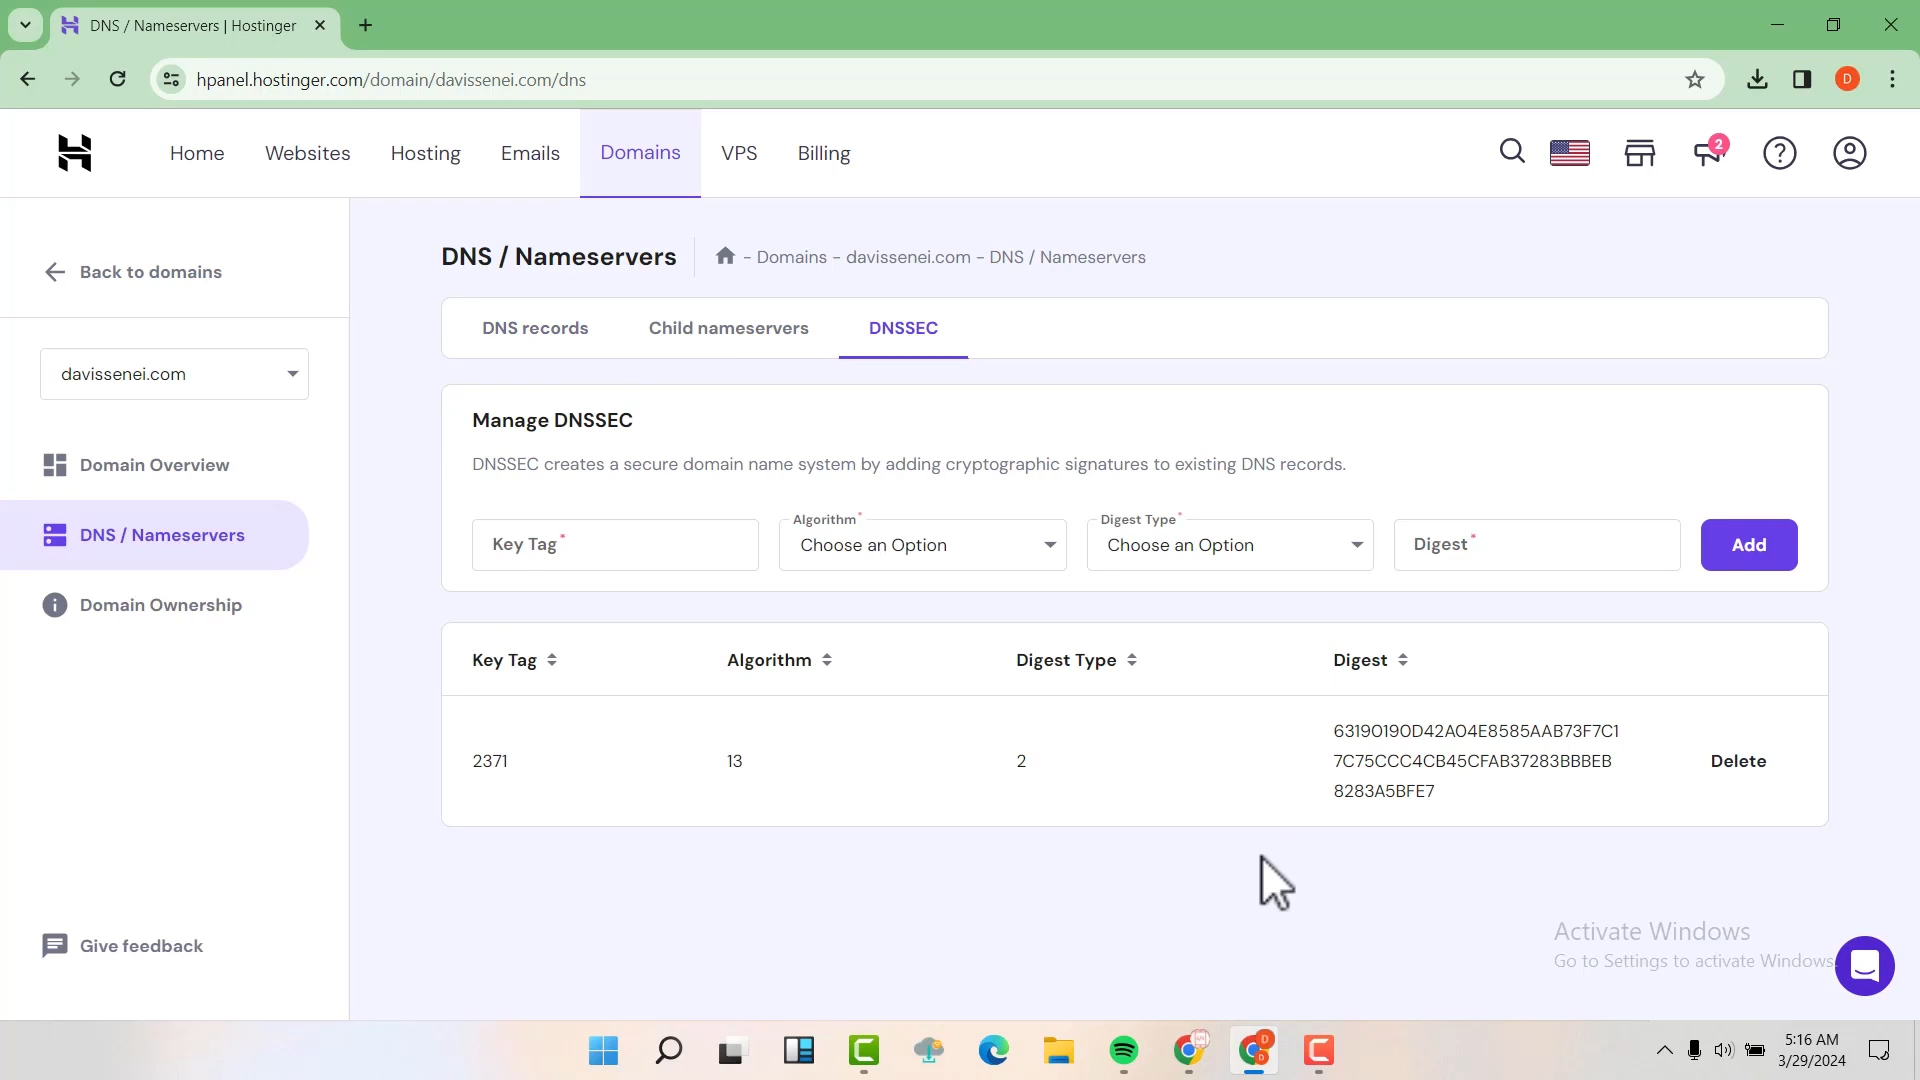 DNS / Nameservers | Hostinger
hpanel.hostinger.com/domain/davissenei.com/dns
D
Home
Websites
Hosting
Emails
Domains
VPS
Billing
2
Back to domains
davissenei.com
Domain Overview
DNS / Nameservers
Domain Ownership
Give feedback
DNS / Nameservers
- Domains - davissenei.com - DNS / Nameservers
DNS records
Child nameservers
DNSSEC
Manage DNSSEC
DNSSEC creates a secure domain name system by adding cryptographic signatures to existing DNS records.
Key Tag*
Algorithm*
Choose an Option
Digest Type*
Choose an Option
Digest*
Add
Key Tag
Algorithm
Digest Type
Digest
2371
13
2
63190190D42A04E8585AAB73F7C1
7C75CCC4CB45CFAB37283BBBEB
8283A5BFE7
Delete
Activate Windows
Go to Settings to activate Windows.
5:16 AM
3/29/2024